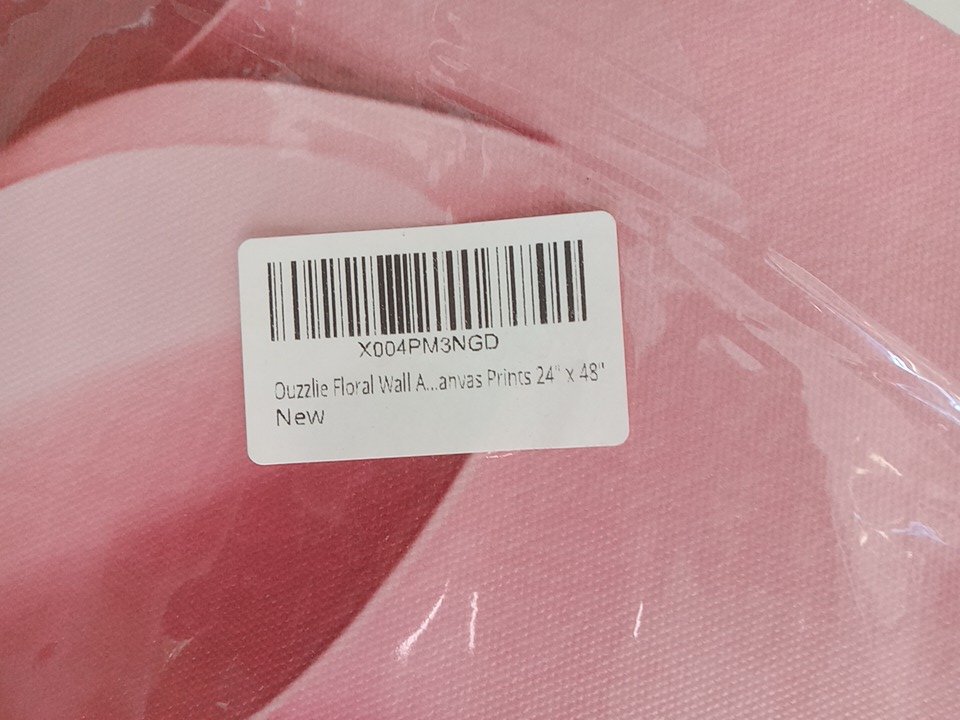 X004PM3NGD
Ouzzlie Floral Wall A...anvas Prints 24" x 48"
New